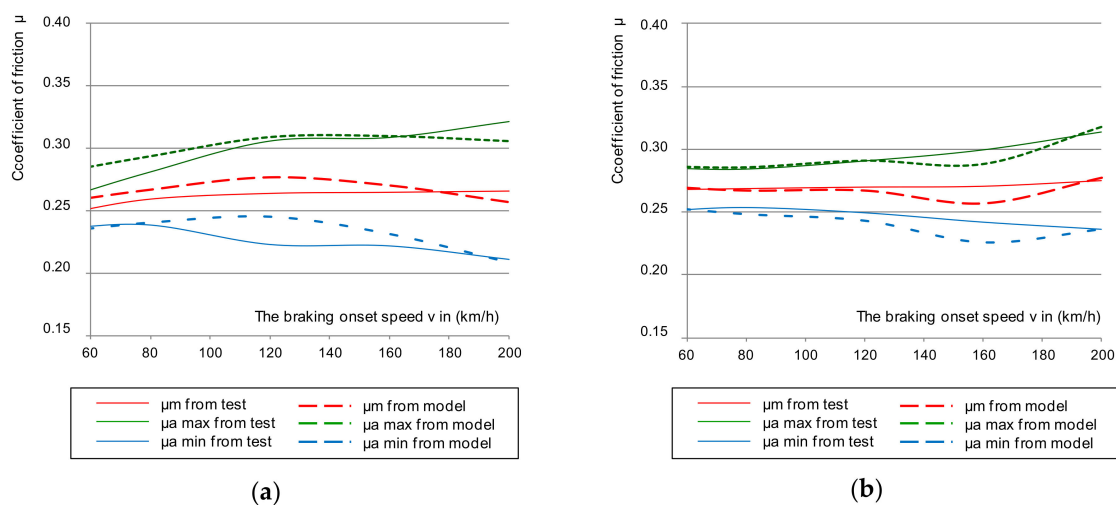 Ccoefficient of friction µ
0.40
0.35
0.30
0.25
0.20
0.15
The braking onset speed v in (km/h)
60 80 100 120 140 160 180 200
µm from test µm from model
µa max from test µa max from model
µa min from test µa min from model
(a)
Ccoefficient of friction µ
0.40
0.35
0.30
0.25
0.20
0.15
The braking onset speed v in (km/h)
60 80 100 120 140 160 180 200
µm from test µm from model
µa max from test µa max from model
µa min from test µa min from model
(b)